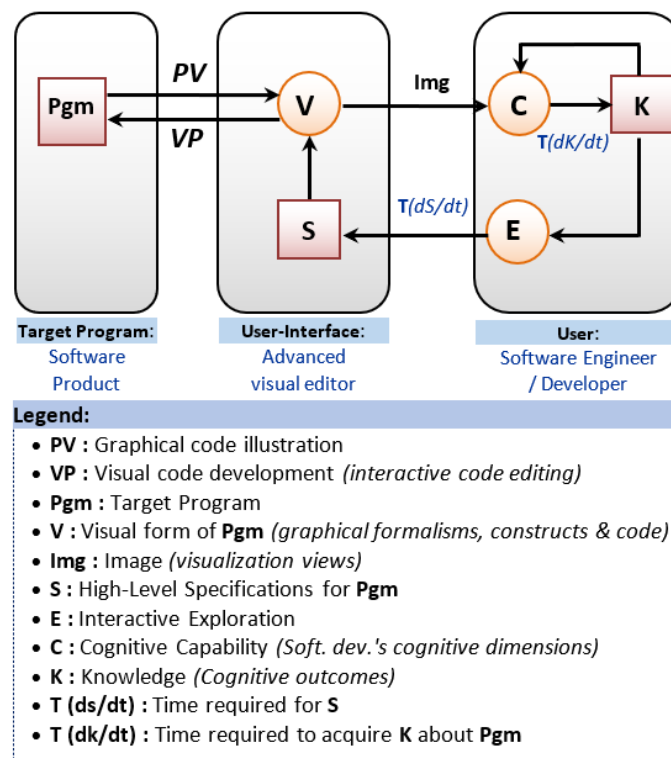 Pgm
PV
VP
V
S
Img
C
K
T(dK/dt)
T(dS/dt)
E
Target Program:
Software
Product
User-Interface:
Advanced
visual editor
User:
Software Engineer
/ Developer
Legend:
• PV : Graphical code illustration
• VP : Visual code development (interactive code editing)
• Pgm : Target Program
• V : Visual form of Pgm (graphical formalisms, constructs & code)
• Img : Image (visualization views)
• S : High-Level Specifications for Pgm
• E : Interactive Exploration
• C : Cognitive Capability (Soft. dev.'s cognitive dimensions)
• K : Knowledge (Cognitive outcomes)
• T (ds/dt) : Time required for S
• T (dk/dt) : Time required to acquire K about Pgm